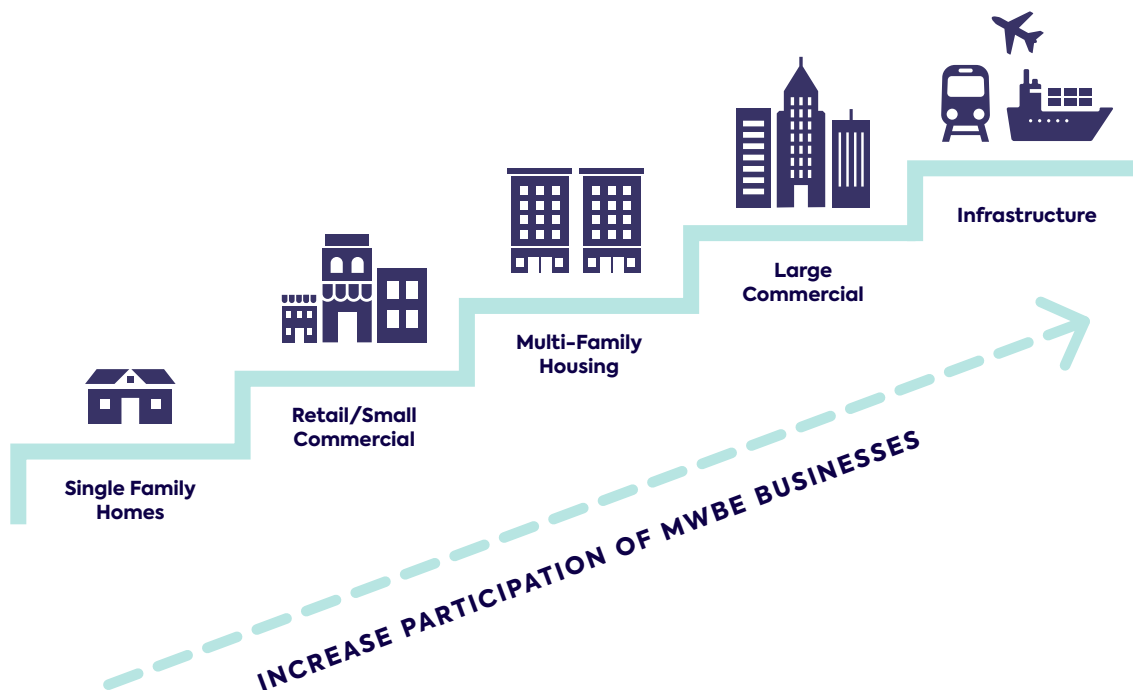 Single Family
Homes
Retail/Small
Commercial
Multi-Family
Housing
Large
Commercial
Infrastructure
INCREASE PARTICIPATION OF MWBE BUSINESSES